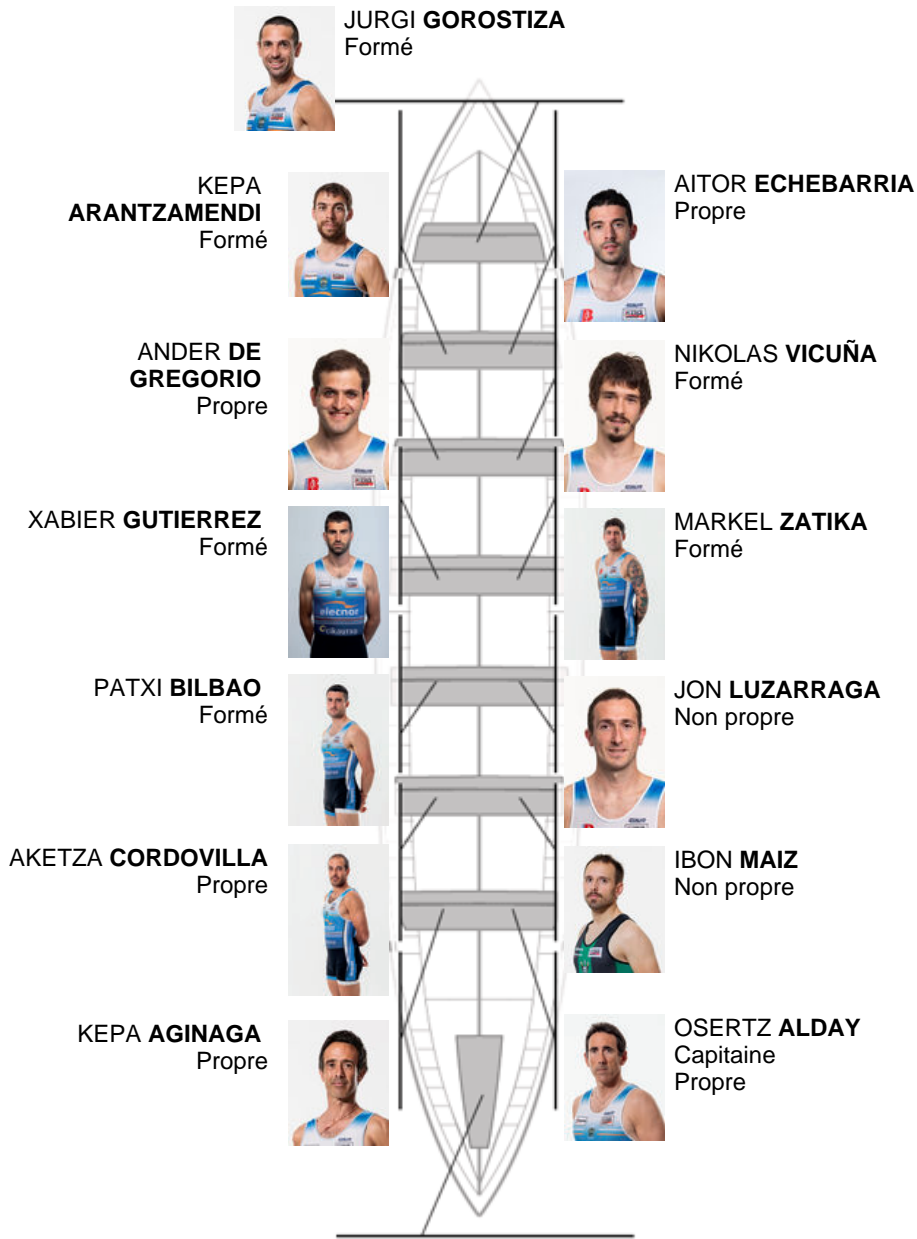 JURGI GOROSTIZA
Formé
KEPA
ARANTZAMENDI
Formé
AITOR ECHEBARRIA
Propre
ANDER DE
GREGORIO
Propre
NIKOLAS VICUÑA
Formé
XABIER GUTIERREZ
Formé
elecnor
MARKEL ZATIKA
Formé
PATXI BILBAO
Formé
JON LUZARRAGA
Non propre
AKETZA CORDOVILLA
Propre
IBON MAIZ
Non propre
KEPA AGINAGA
Propre
OSERTZ ALDAY
Capitaine
Propre